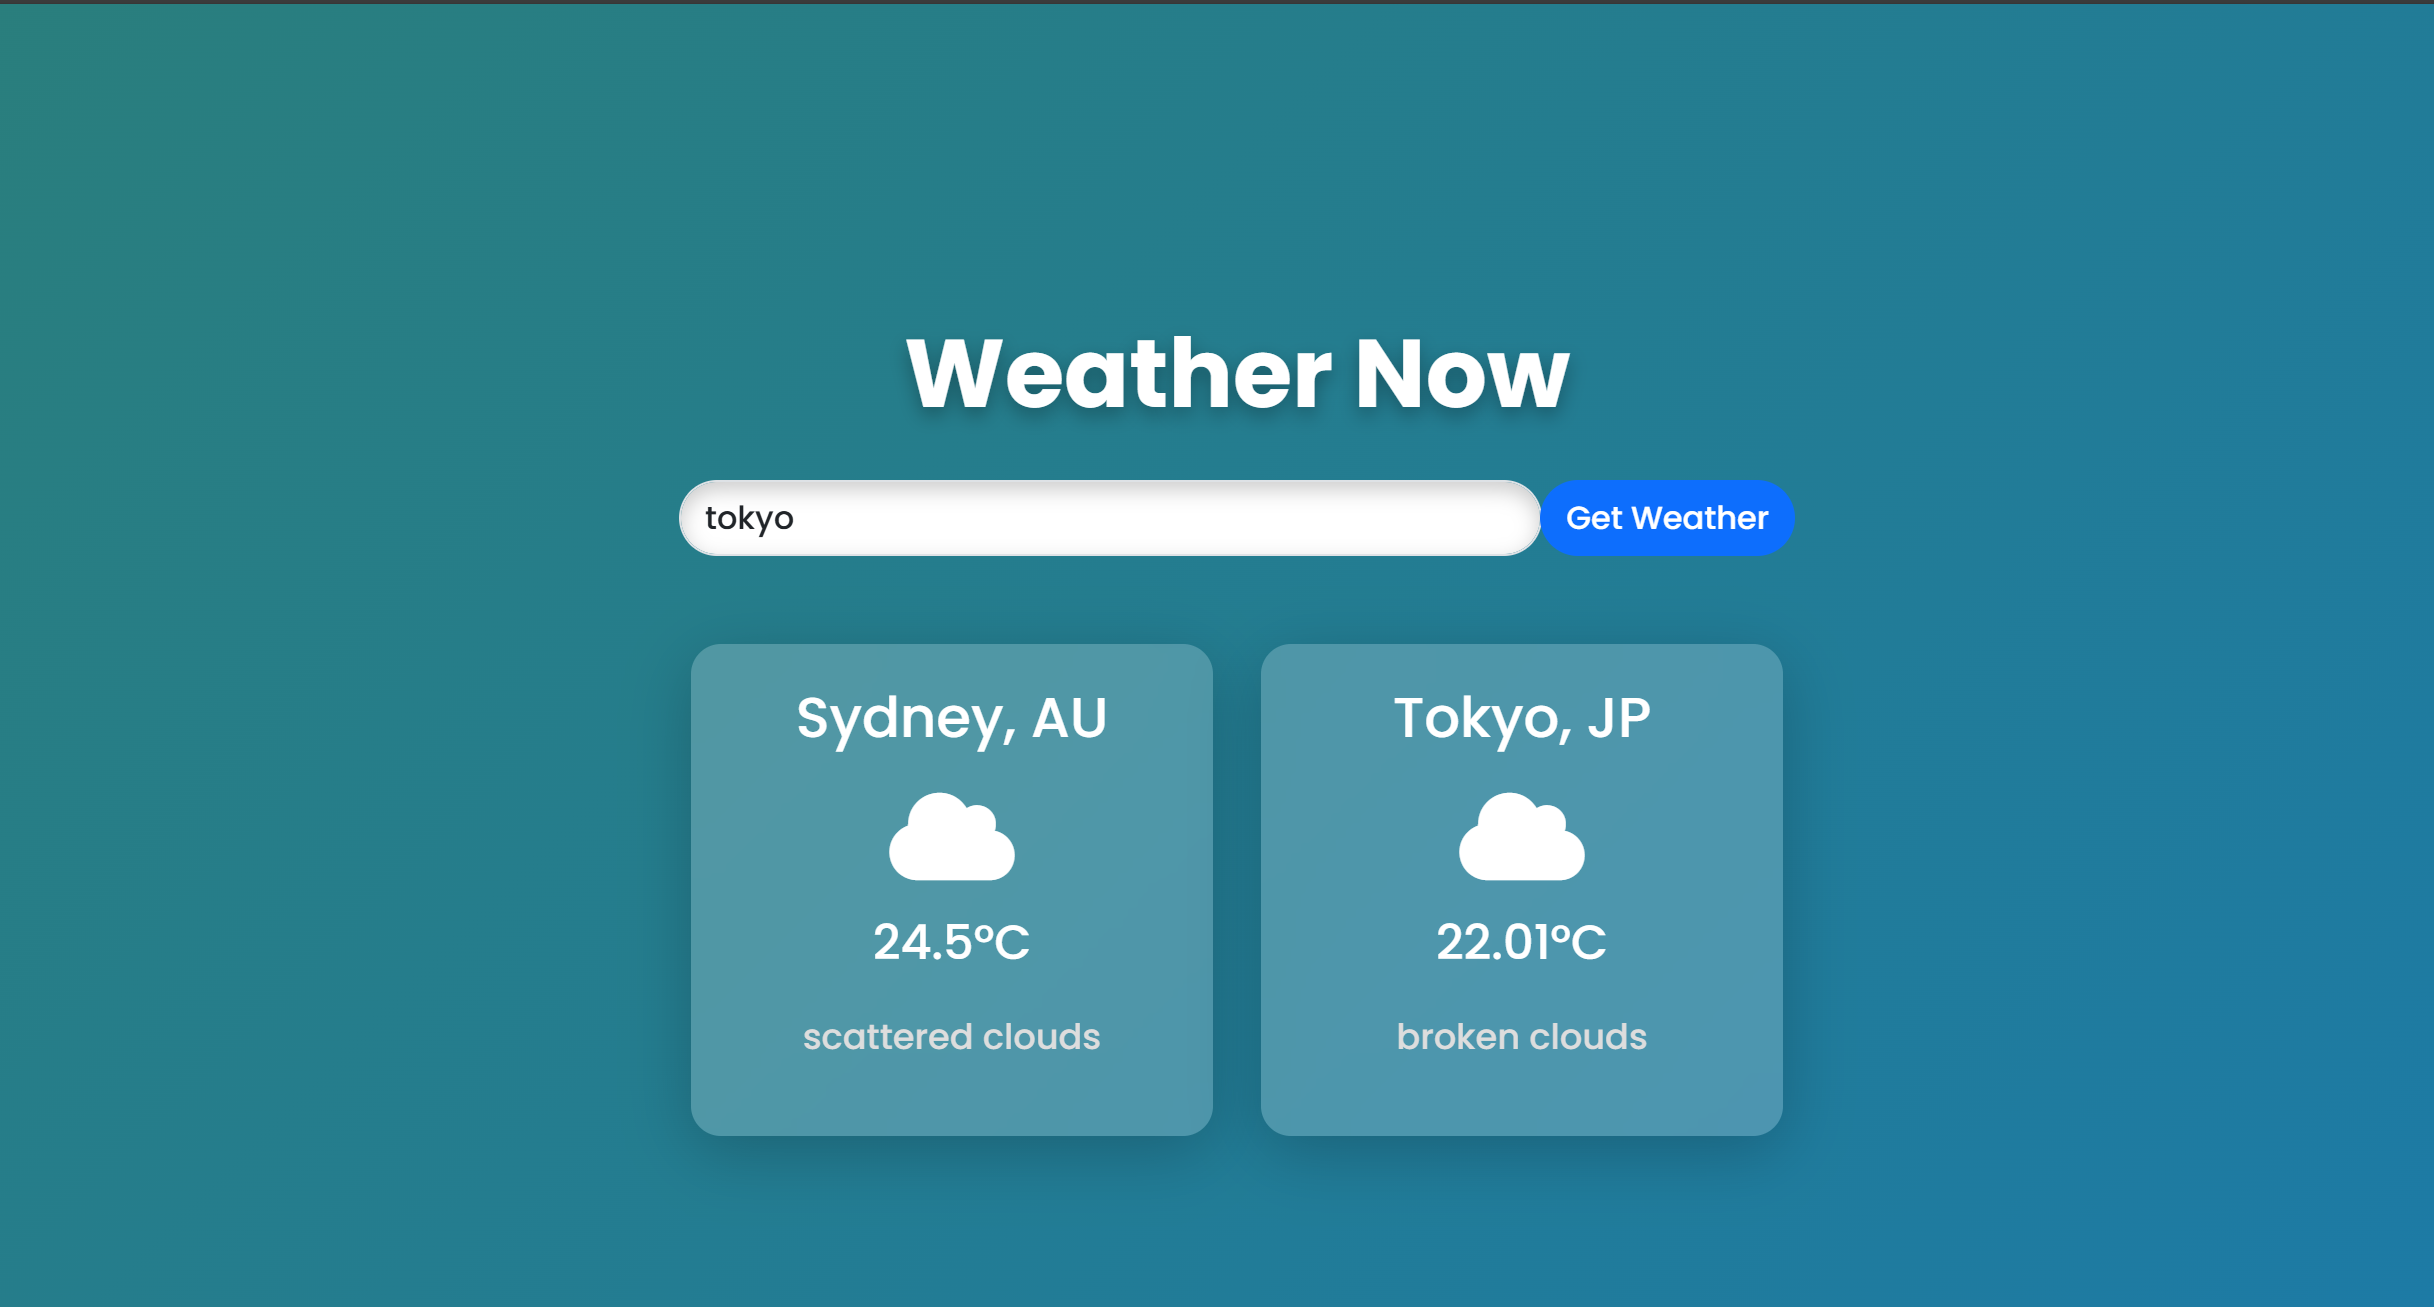 Weather Now
tokyo
Get Weather
Sydney, AU
24.5°C
scattered clouds
Tokyo, JP
22.01°C
broken clouds